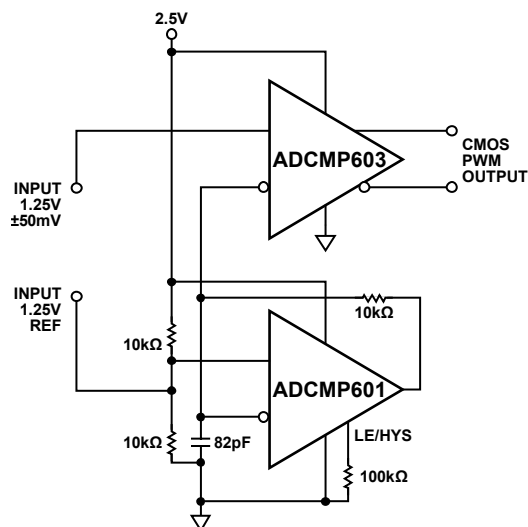 2.5V
ADCMP603
CMOS
PWM
OUTPUT
INPUT
1.25V
±50mV
INPUT
1.25V
REF
10kΩ
10kΩ
ADCMP601
10kΩ
82pF
LE/HYS
100kΩ